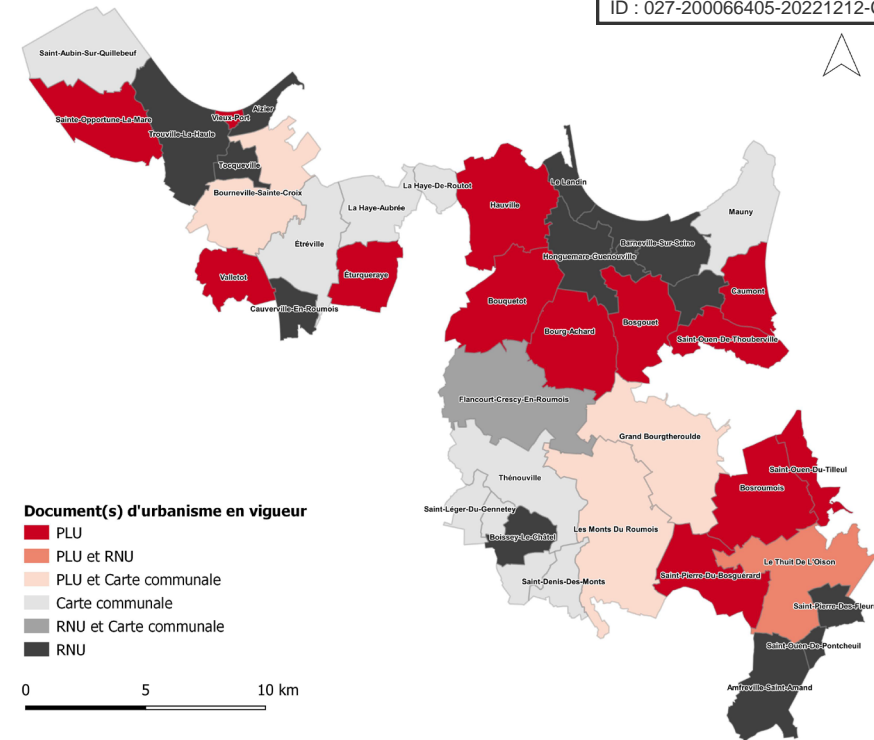 ID : 027-200066405-20221212-
Saint-Aubin-Sur-Quillebeuf
Sainte-Opportune-La-Mare
Vieux-Port
Aizier
Trouville-La-Haule
Tocqueville
Bourneville-Sainte-Croix
La Haye-De-Routot
La Haye-Aubrée
Étréville
Valletot
Éturqueraye
Cauverville-En-Roumois
Le Landin
Hauville
Mauny
Barneville-Sur-Seine
Honguemare-Guenouville
Caumont
Bouquetot
Bosgouet
Bourg-Achard
Saint-Ouen-De-Thouberville
Flancourt-Crescy-En-Roumois
Grand Bourgtheroulde
Saint-Ouen-Du-Tilleul
Thénouville
Bosroumois
Saint-Léger-Du-Gennetey
Les Monts Du Roumois
Boissey-Le-Châtel
Le Thuit De L'Oison
Saint-Pierre-Du-Bosguérard
Saint-Denis-Des-Monts
Saint-Pierre-Des-Fleur
Saint-Ouen-De-Pontcheuil
Amfreville-Saint-Amand
Document(s) d'urbanisme en vigueur
PLU
PLU et RNU
PLU et Carte communale
Carte communale
RNU et Carte communale
RNU
0 5 10 km